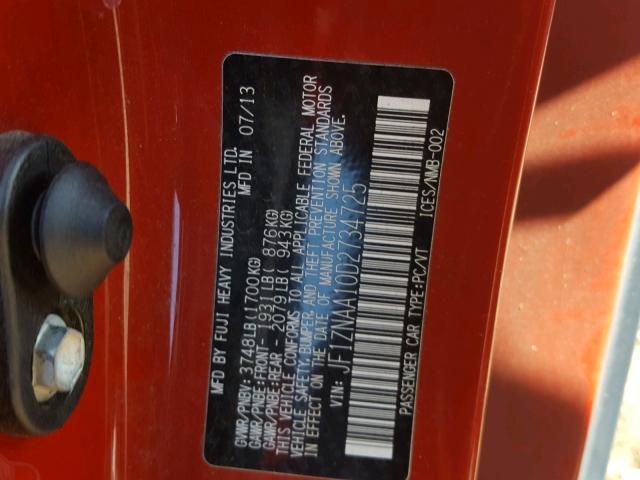 MFD BY FUJI HEAVY INDUSTRIES LTD. MFD IN 07/13
GVWR/PNBV: 3748LB(1700KG)
GAWR/PNBE:FRONT-1931LB( 876KG)
GAWR/PNBE:REAR -2079LB( 943KG)
THIS VEHICLE CONFORMS TO ALL APPLICABLE FEDERAL MOTOR
VEHICLE SAFETY,BUMPER, AND THEFT PREVENTION STANDARDS
IN EFFECT ON THE DATE OF MANUFACTURE SHOWN ABOVE.
VIN: JF1ZNAA10D2734725
PASSENGER CAR TYPE:PC/VT ICES/NMB-002